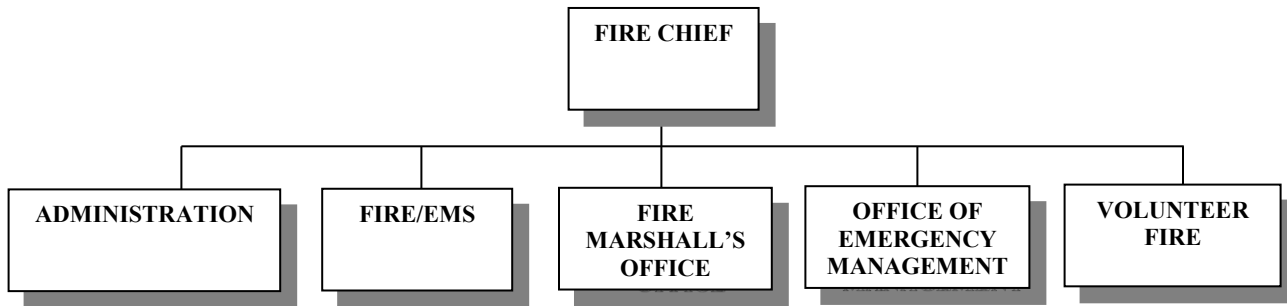 FIRE CHIEF
ADMINISTRATION
FIRE/EMS
FIRE
MARSHALL’S
OFFICE
OFFICE OF
EMERGENCY
MANAGEMENT
VOLUNTEER
FIRE